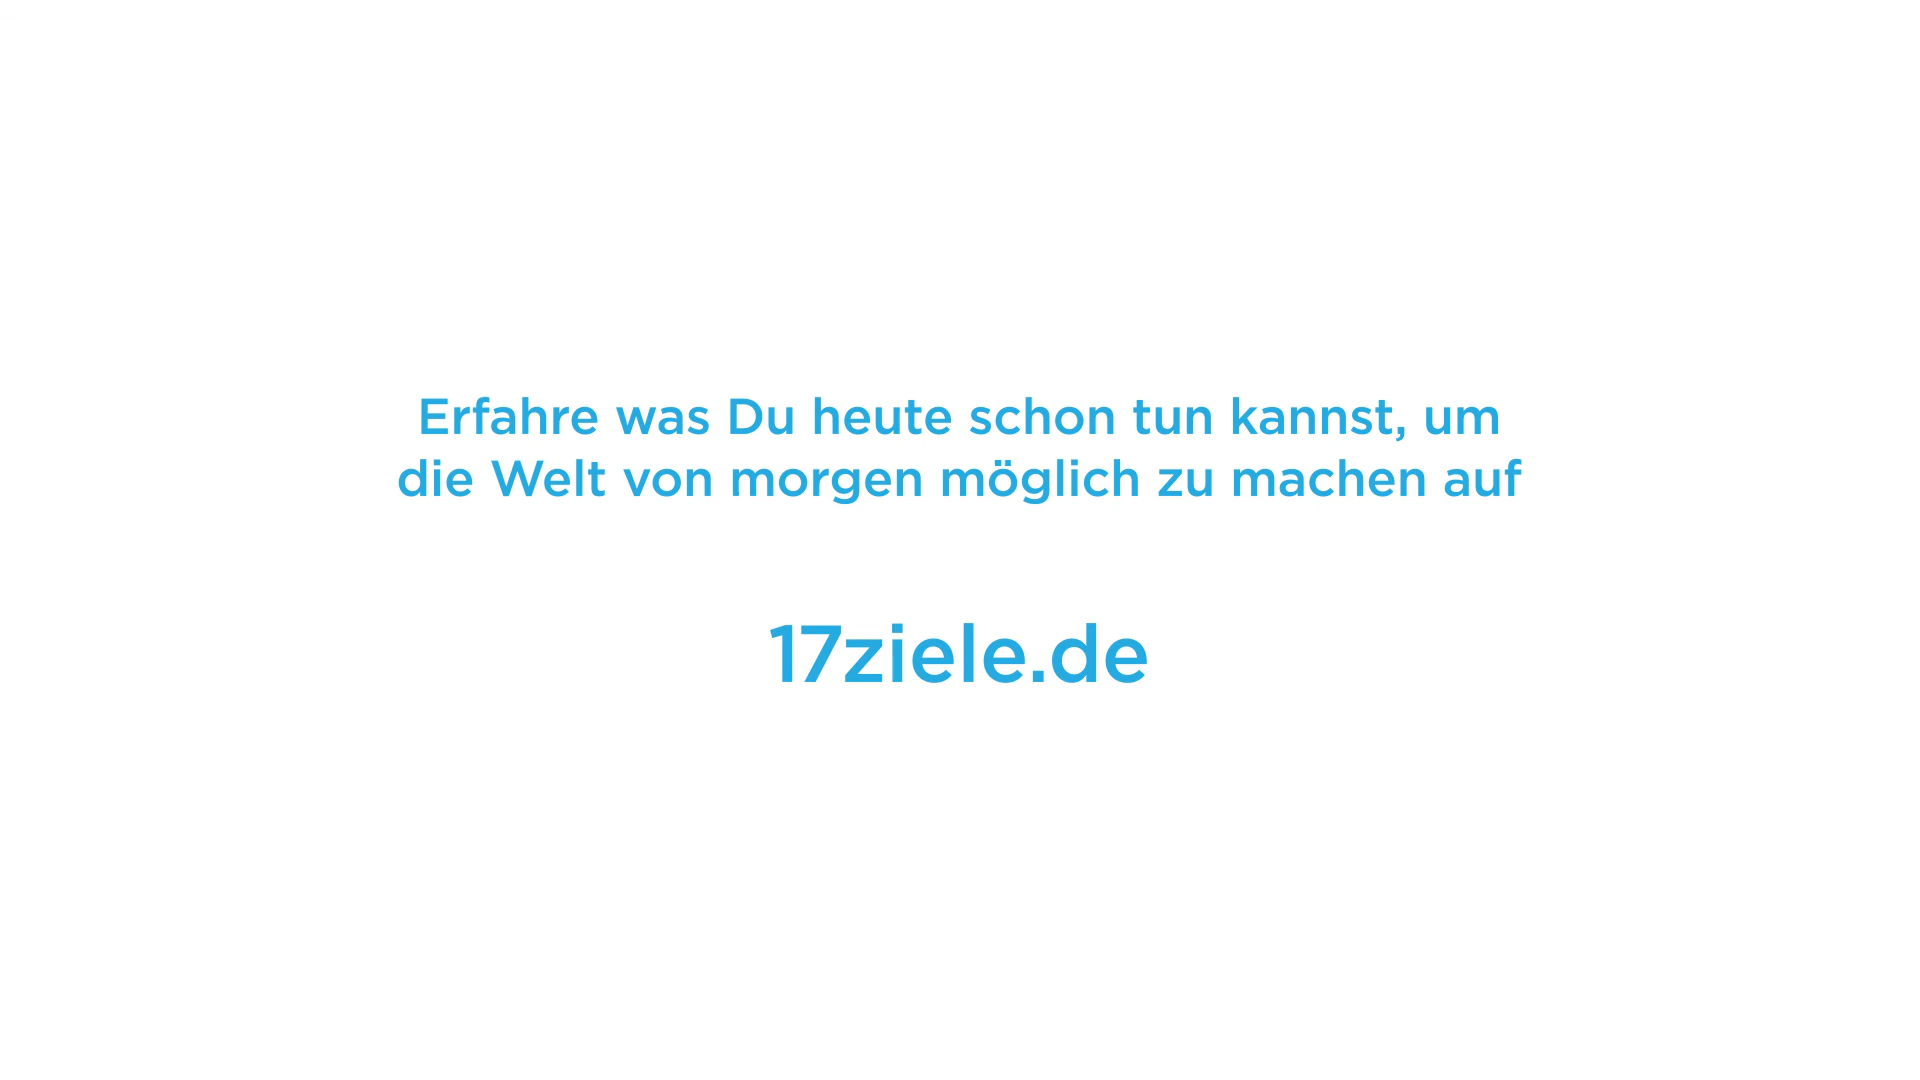 Erfahre was Du heute schon tun kannst, um
die Welt von morgen möglich zu machen auf
17ziele.de